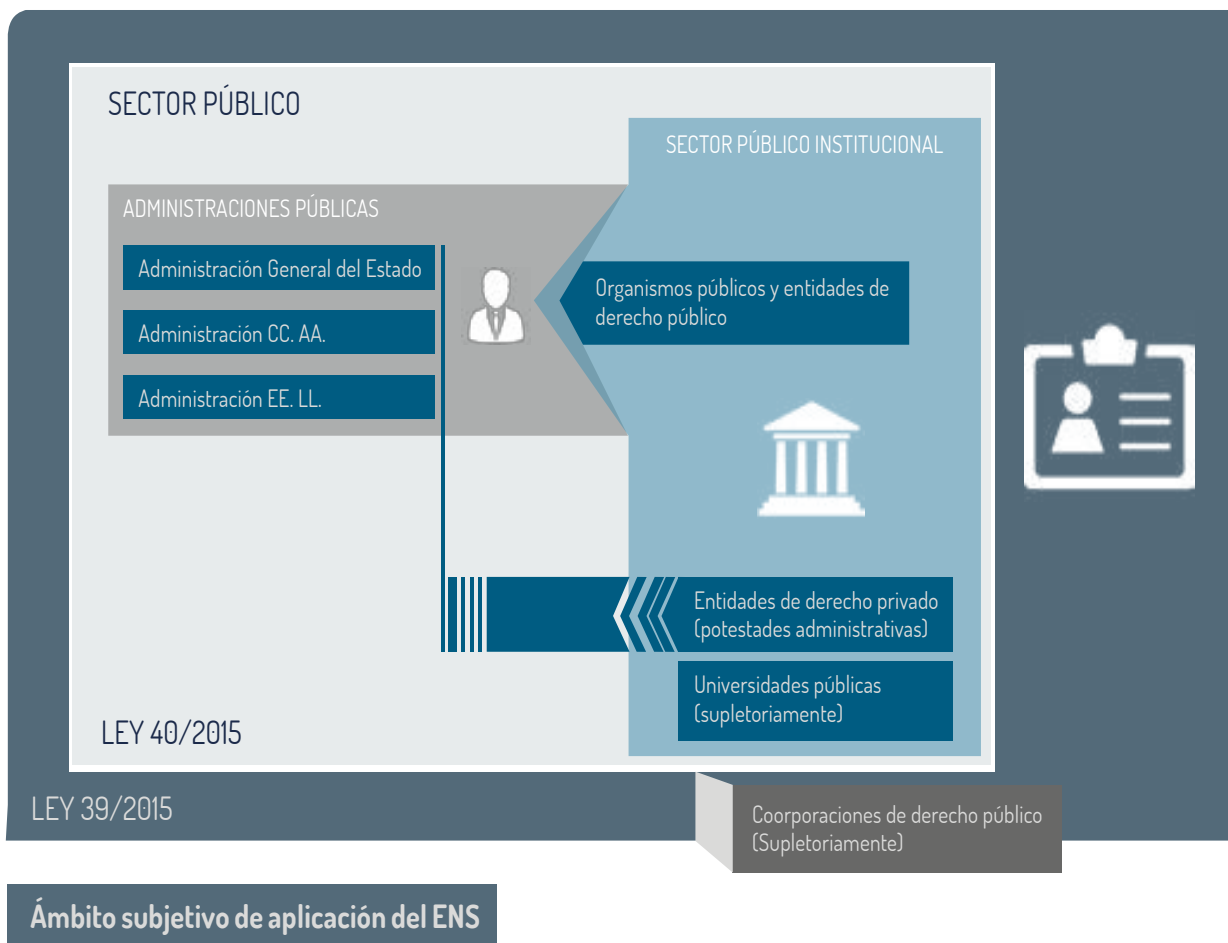 SECTOR PÚBLICO
SECTOR PÚBLICO INSTITUCIONAL
ADMINISTRACIONES PÚBLICAS
Administración General del Estado
Administración CC. AA.
Administración EE. LL.
Organismos públicos y entidades de
derecho público
Entidades de derecho privado
(potestades administrativas)
Universidades públicas
(supletoriamente)
LEY 40/2015
LEY 39/2015
Coorporaciones de derecho público
(Supletoriamente)
Ámbito subjetivo de aplicación del ENS